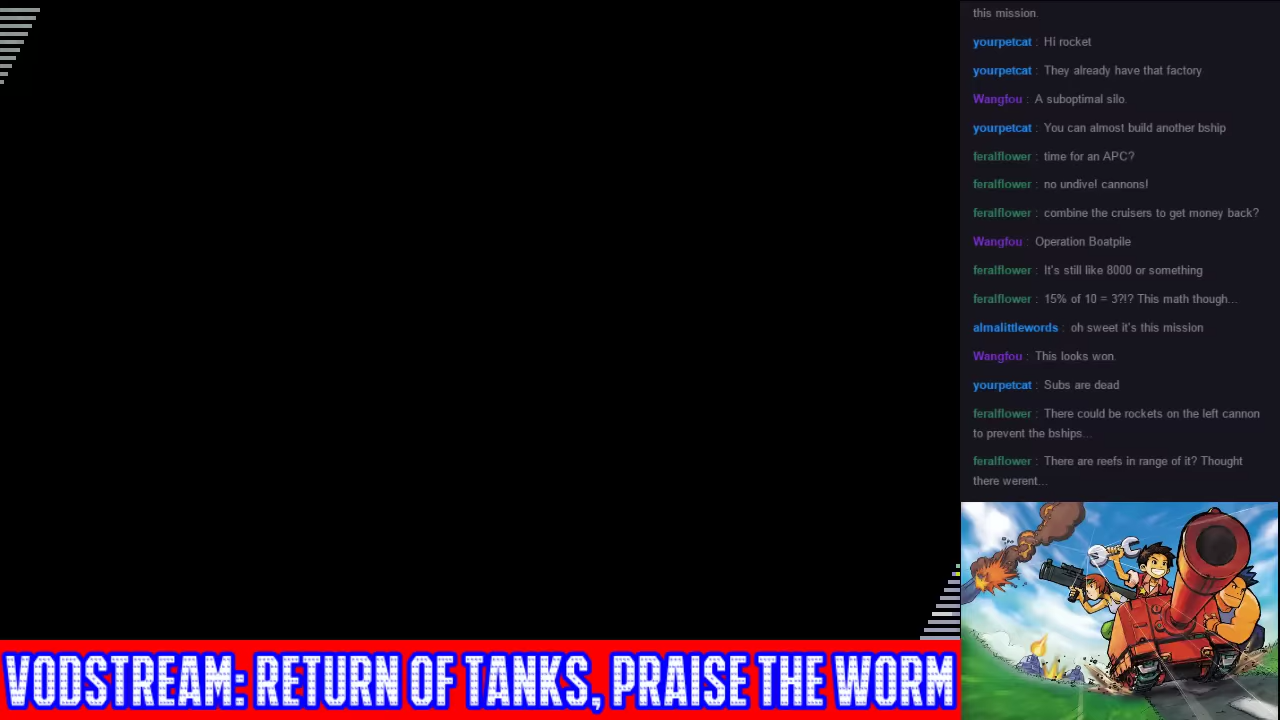 this mission.
yourpetcat : Hi rocket
yourpetcat : They already have that factory
Wangfou : A suboptimal silo.
yourpetcat : You can almost build another bship
feralflower : time for an APC?
feralflower : no undive! cannons!
feralflower : combine the cruisers to get money back?
Wangfou : Operation Boatpile
feralflower : It's still like 8000 or something
feralflower : 15% of 10 = 3?!? This math though...
almalittlewords : oh sweet it's this mission
Wangfou : This looks won.
yourpetcat : Subs are dead
feralflower : There could be rockets on the left cannon
to prevent the bships...
feralflower : There are reefs in range of it? Thought
there werent...
VODSTREAM: RETURN OF TANKS, PRAISE THE WORM